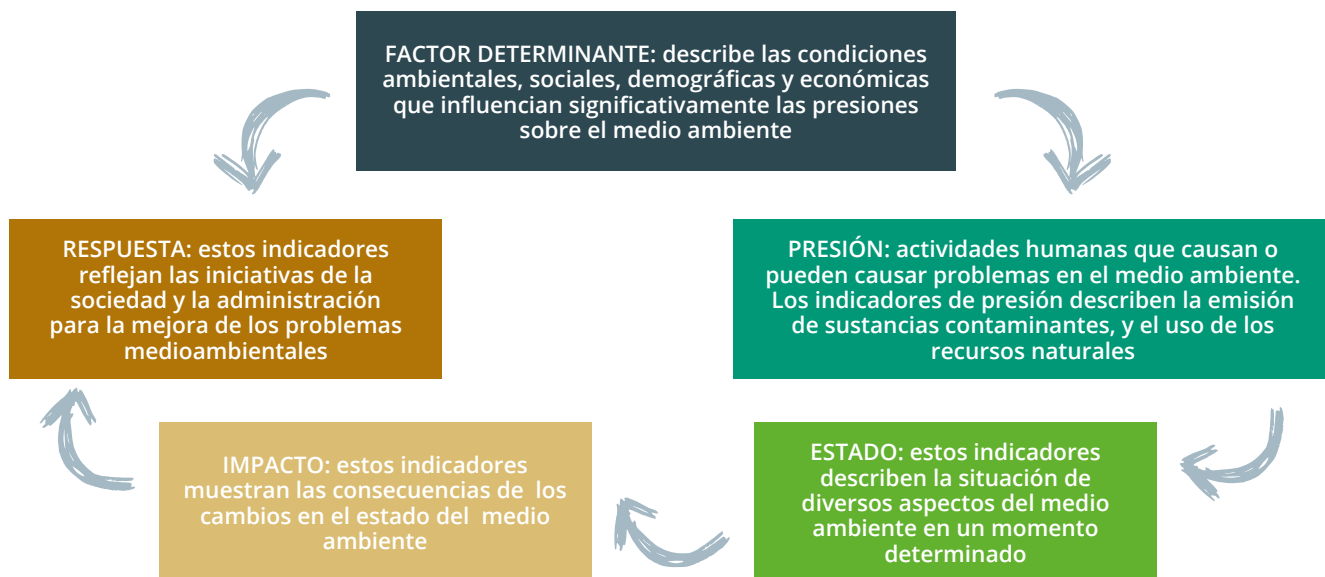 FACTOR DETERMINANTE: describe las condiciones
ambientales, sociales, demográficas y económicas
que influencian significativamente las presiones
sobre el medio ambiente
RESPUESTA: estos indicadores
reflejan las iniciativas de la
sociedad y la administración
para la mejora de los problemas
medioambientales
PRESIÓN: actividades humanas que causan o
pueden causar problemas en el medio ambiente.
Los indicadores de presión describen la emisión
de sustancias contaminantes, y el uso de los
recursos naturales
IMPACTO: estos indicadores
muestran las consecuencias de los
cambios en el estado del medio
ambiente
ESTADO: estos indicadores
describen la situación de
diversos aspectos del medio
ambiente en un momento
determinado